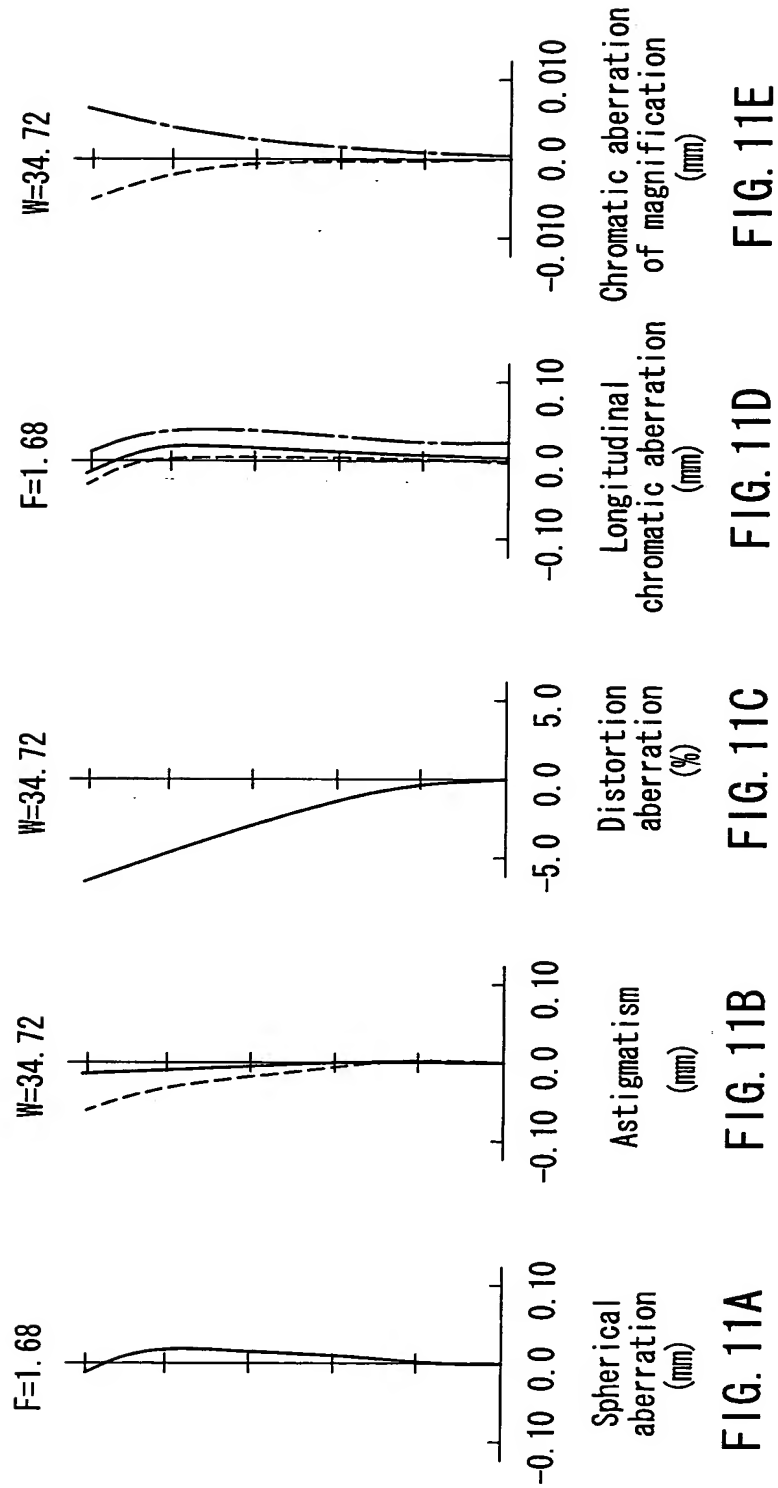 F=1.68
-0.10 0.0 0.10
Spherical
aberration
(mm)
FIG. 11A
W=34.72
-0.10 0.0 0.10
Astigmatism
(mm)
FIG. 11B
W=34.72
-5.0 0.0 5.0
Distortion
aberration
(%)
FIG. 11C
F=1.68
-0.10 0.0 0.10
Longitudinal
chromatic aberration
(mm)
FIG. 11D
W=34.72
-0.010 0.0 0.010
Chromatic aberration
of magnification
(mm)
FIG. 11E